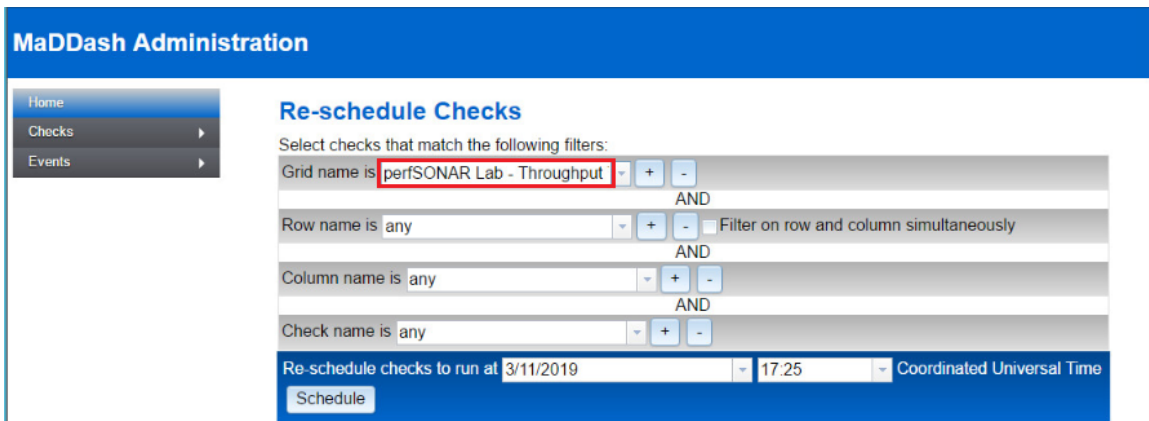 MaDDash Administration
Home
Checks
Events
Re-schedule Checks
Select checks that match the following filters:
Grid name is perfSONAR Lab - Throughput + -
AND
Row name is any + - Filter on row and column simultaneously
AND
Column name is any + -
AND
Check name is any + -
Re-schedule checks to run at 3/11/2019 17:25 Coordinated Universal Time
Schedule